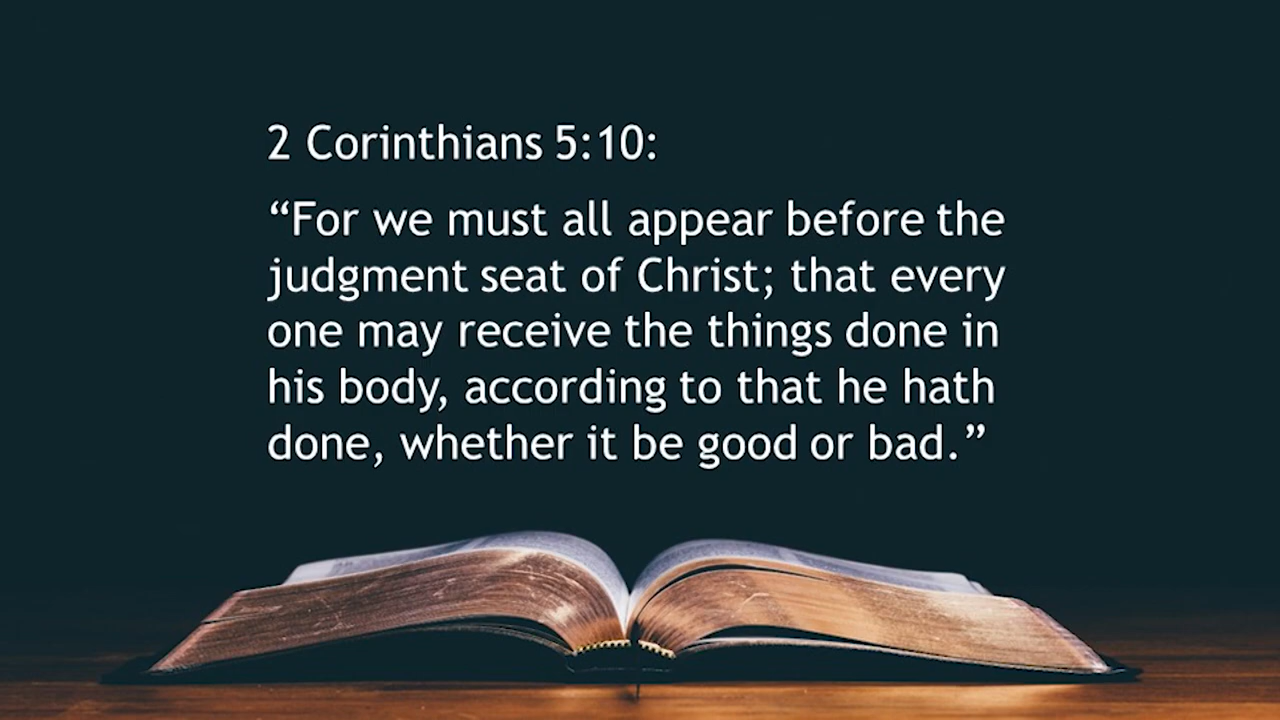 2 Corinthians 5:10:
“For we must all appear before the
judgment seat of Christ; that every
one may receive the things done in
his body, according to that he hath
done, whether it be good or bad.”